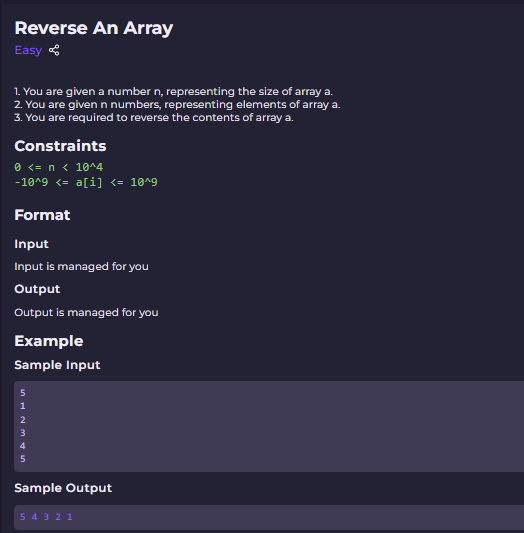 Reverse An Array
Easy
1. You are given a number n, representing the size of array a.
2. You are given n numbers, representing elements of array a.
3. You are required to reverse the contents of array a.
Constraints
0 <= n < 10^4
-10^9 <= a[i] <= 10^9
Format
Input
Input is managed for you
Output
Output is managed for you
Example
Sample Input
5
1
2
3
4
5
Sample Output
5 4 3 2 1